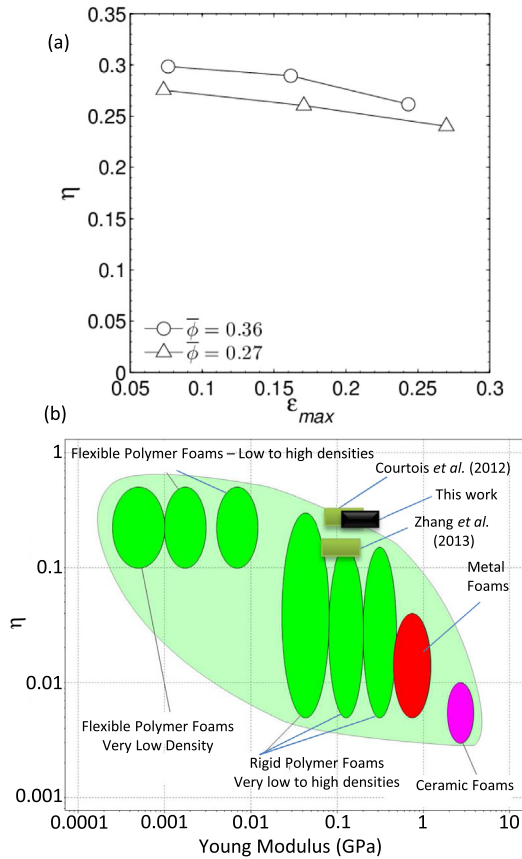 (a)
0.35
0.3
0.25
0.2
0.15
0.1
0.05
0
η
ϕ̅ = 0.36
ϕ̅ = 0.27
0.05 0.1 0.15 0.2 0.25 0.3
ε_max
(b)
1
0.1
0.01
0.001
η
Flexible Polymer Foams – Low to high densities
Courtois et al. (2012)
This work
Zhang et al.
(2013)
Metal
Foams
Flexible Polymer Foams
Very Low Density
Rigid Polymer Foams
Very low to high densities
Ceramic Foams
0.0001 0.001 0.01 0.1 1 10
Young Modulus (GPa)